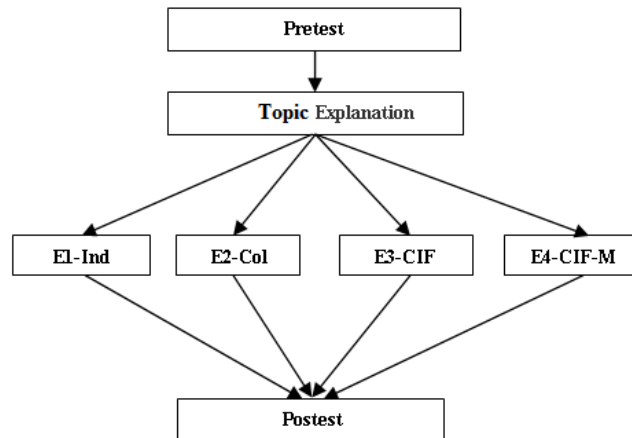 Pretest
Topic Explanation
E1-Ind
E2-Col
E3-CIF
E4-CIF-M
Postest